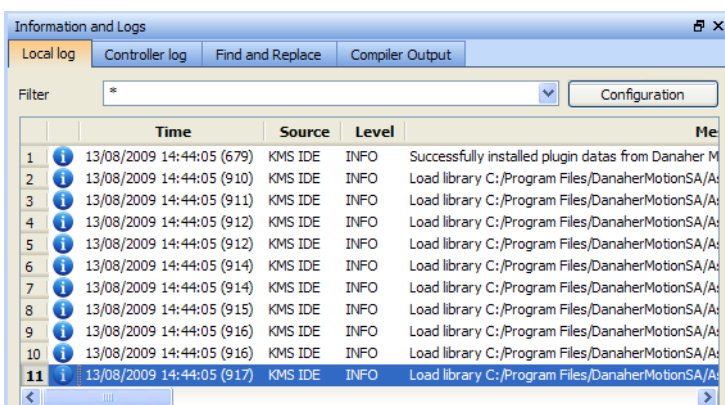 Information and Logs
Local log Controller log Find and Replace Compiler Output
Filter * Configuration
Time Source Level Me
1 13/08/2009 14:44:05 (679) KMS IDE INFO Successfully installed plugin datas from Danaher M
2 13/08/2009 14:44:05 (910) KMS IDE INFO Load library C:/Program Files/DanaherMotionSA/As
3 13/08/2009 14:44:05 (911) KMS IDE INFO Load library C:/Program Files/DanaherMotionSA/As
4 13/08/2009 14:44:05 (912) KMS IDE INFO Load library C:/Program Files/DanaherMotionSA/As
5 13/08/2009 14:44:05 (912) KMS IDE INFO Load library C:/Program Files/DanaherMotionSA/As
6 13/08/2009 14:44:05 (914) KMS IDE INFO Load library C:/Program Files/DanaherMotionSA/As
7 13/08/2009 14:44:05 (914) KMS IDE INFO Load library C:/Program Files/DanaherMotionSA/As
8 13/08/2009 14:44:05 (915) KMS IDE INFO Load library C:/Program Files/DanaherMotionSA/As
9 13/08/2009 14:44:05 (916) KMS IDE INFO Load library C:/Program Files/DanaherMotionSA/As
10 13/08/2009 14:44:05 (916) KMS IDE INFO Load library C:/Program Files/DanaherMotionSA/As
11 13/08/2009 14:44:05 (917) KMS IDE INFO Load library C:/Program Files/DanaherMotionSA/As